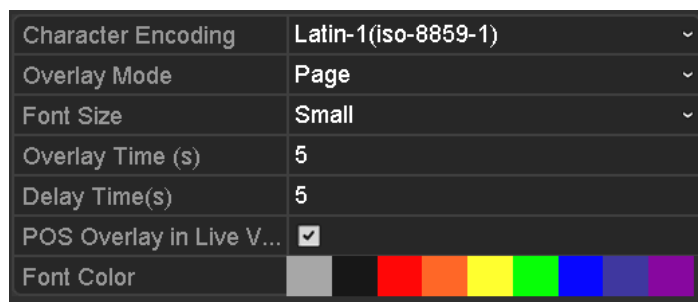 Character Encoding Latin-1(iso-8859-1)
Overlay Mode Page
Font Size Small
Overlay Time (s) 5
Delay Time(s) 5
POS Overlay in Live V...
Font Color